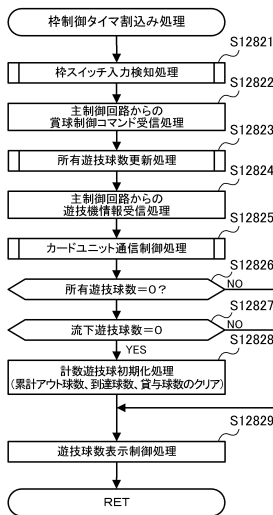 枠制御タイマ割込み処理
S12821
枠スイッチ入力検知処理
S12822
主制御回路からの
賞球制御コマンド受信処理
S12823
所有遊技球数更新処理
S12824
主制御回路からの
遊技機情報受信処理
S12825
カードユニット通信制御処理
S12826
所有遊技球数=0?
NO
S12827
流下遊技球数=0
NO
YES
S12828
計数遊技球初期化処理
(累計アウト球数、到達球数、貸与球数のクリア)
S12829
遊技球数表示制御処理
RET